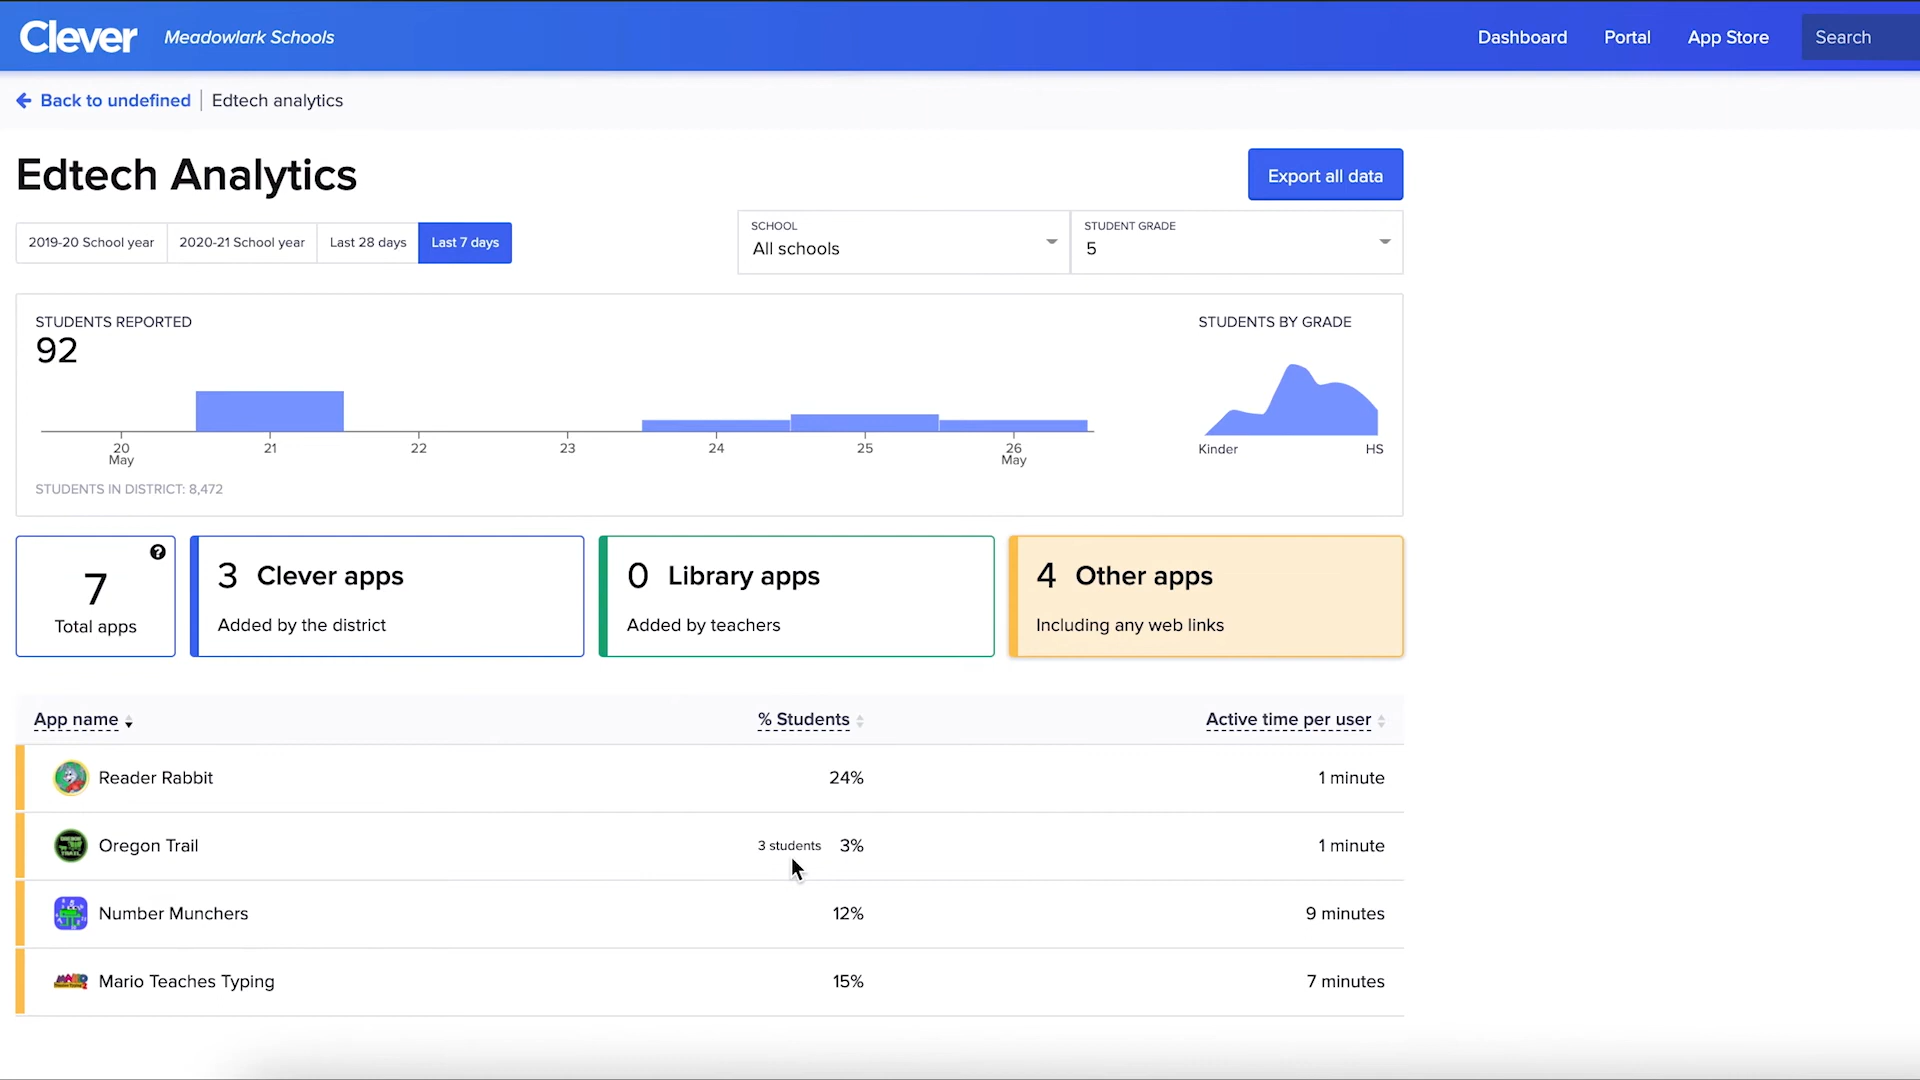 Clever Meadowlark Schools Dashboard Portal App Store Search
Back to undefined Edtech analytics
Edtech Analytics
Export all data
2019-20 School year 2020-21 School year Last 28 days Last 7 days
SCHOOL
All schools
STUDENT GRADE
5
STUDENTS REPORTED
92
20
May
21
22
23
24
25
26
May
STUDENTS IN DISTRICT: 8,472
STUDENTS BY GRADE
Kinder HS
?
7
Total apps
3 Clever apps
Added by the district
0 Library apps
Added by teachers
4 Other apps
Including any web links
App name % Students Active time per user
Reader Rabbit 24% 1 minute
Oregon Trail 3 students 3% 1 minute
Number Munchers 12% 9 minutes
Mario Teaches Typing 15% 7 minutes